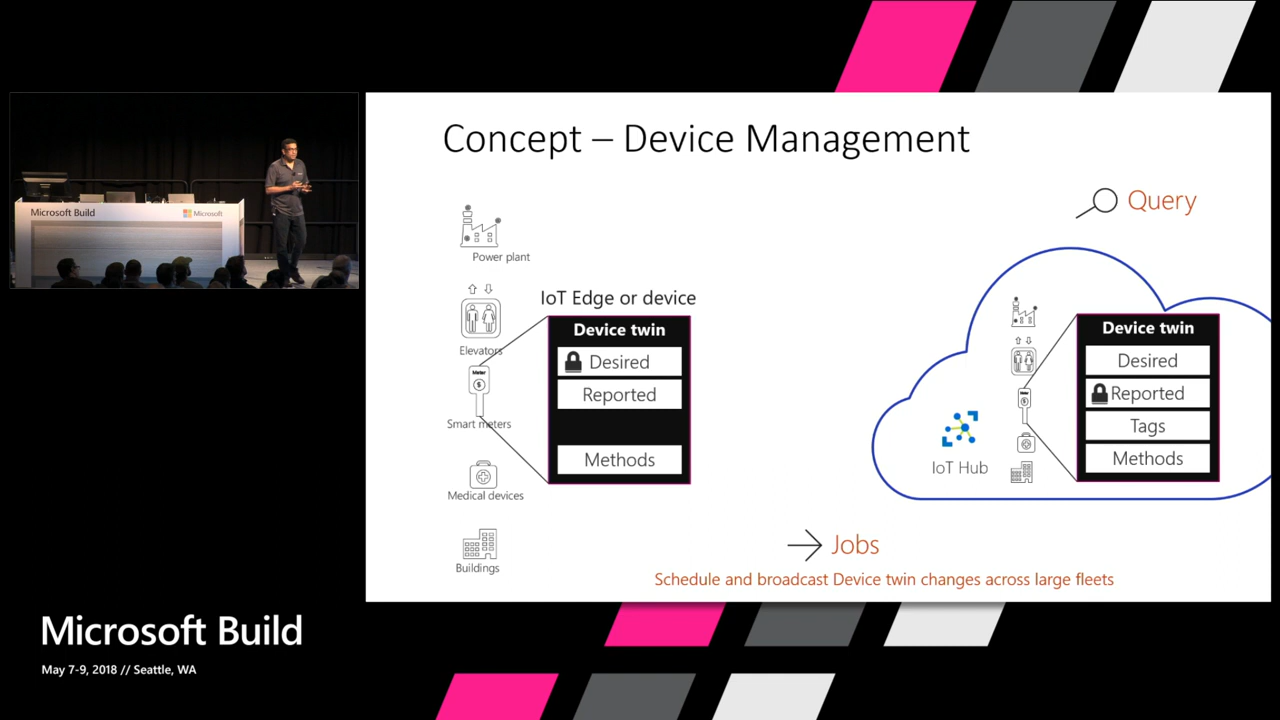 Microsoft Build
Microsoft
Concept – Device Management
Query
Power plant
IoT Edge or device
Device twin
Desired
Reported
Methods
Elevators
Meter
$
Smart meters
Medical devices
Buildings
IoT Hub
Device twin
Desired
Reported
Tags
Methods
Jobs
Schedule and broadcast Device twin changes across large fleets
Microsoft Build
May 7-9, 2018 // Seattle, WA